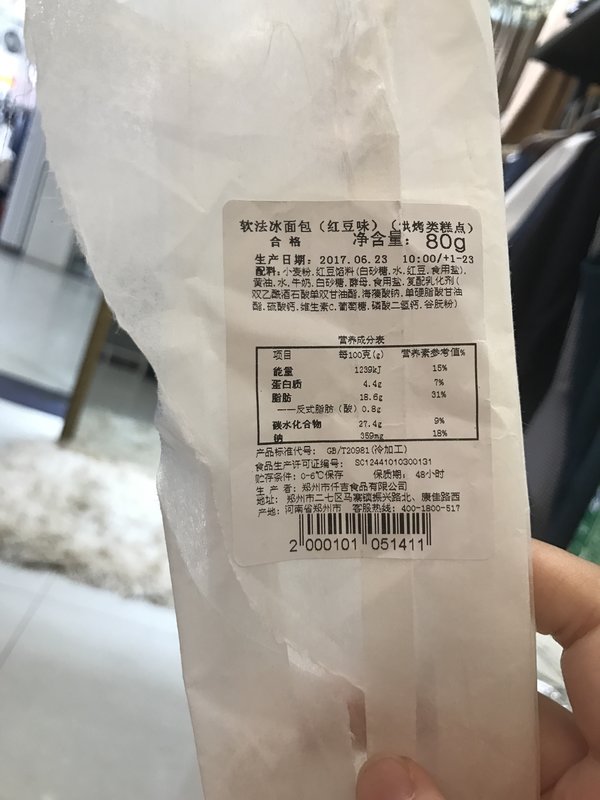 软法冰面包（红豆味）（烘烤类糕点）
合 格 净含量: 80g
生产日期: 2017.06.23 10:00/+1-23
配料:小麦粉.红豆馅料(白砂糖.水.红豆.食用盐).
黄油.水.牛奶.白砂糖.酵母.食用盐.复配乳化剂(
双乙酰酒石酸单双甘油酯.海藻酸钠.单硬脂酸甘油
酯.硫酸钙.维生素C.葡萄糖.磷酸二氢钙.谷朊粉)
营养成分表
项目 每100克(g) 营养素参考值%
能量 1239kJ 15%
蛋白质 4.4g 7%
脂肪 18.6g 31%
——反式脂肪（酸）0.8g
碳水化合物 27.4g 9%
钠 359mg 18%
产品标准代号: GB/T20981(冷加工)
食品生产许可证编号: SC12441010300131
贮存条件: 0-6℃保存 保质期: 48小时
生 产 者: 郑州市仟吉食品有限公司
地址: 郑州市二七区马寨镇振兴路北、康佳路西
产地: 河南省郑州市 客服热线: 400-1800-517
2 000101 051411